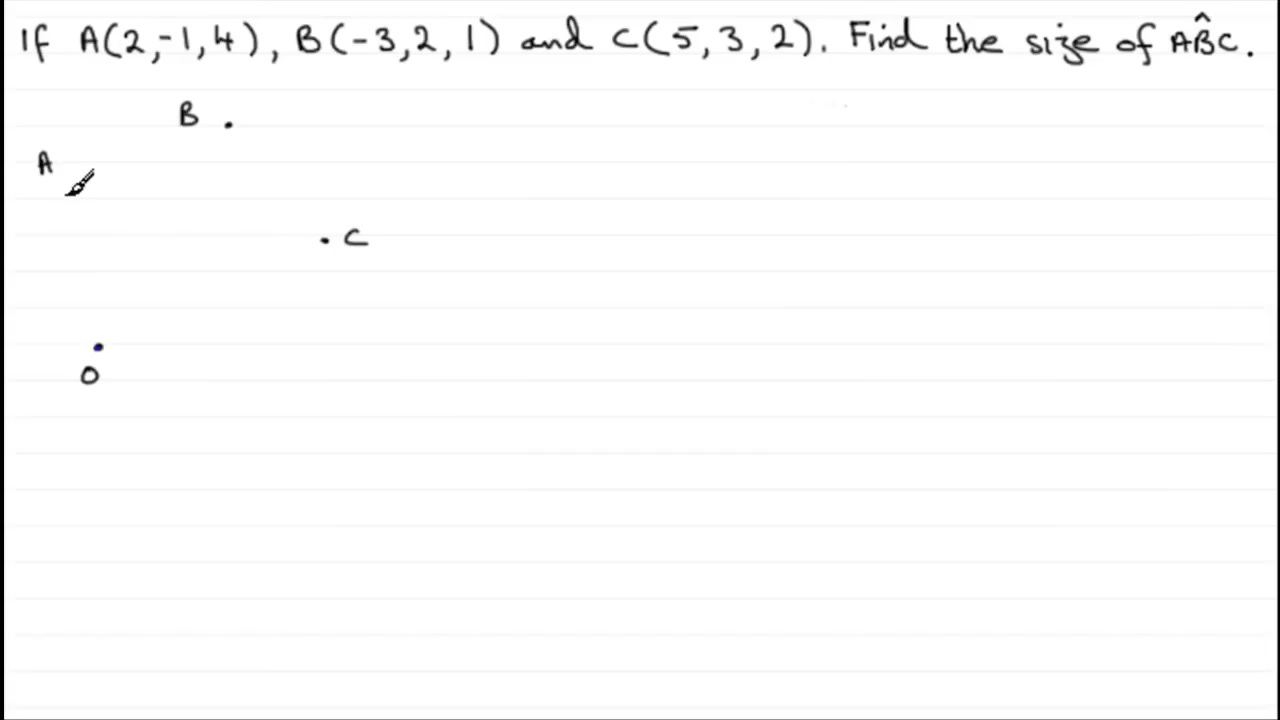 If A(2,-1,4), B(-3,2,1) and C(5,3,2). Find the size of AB̂C.
B
A
C
O